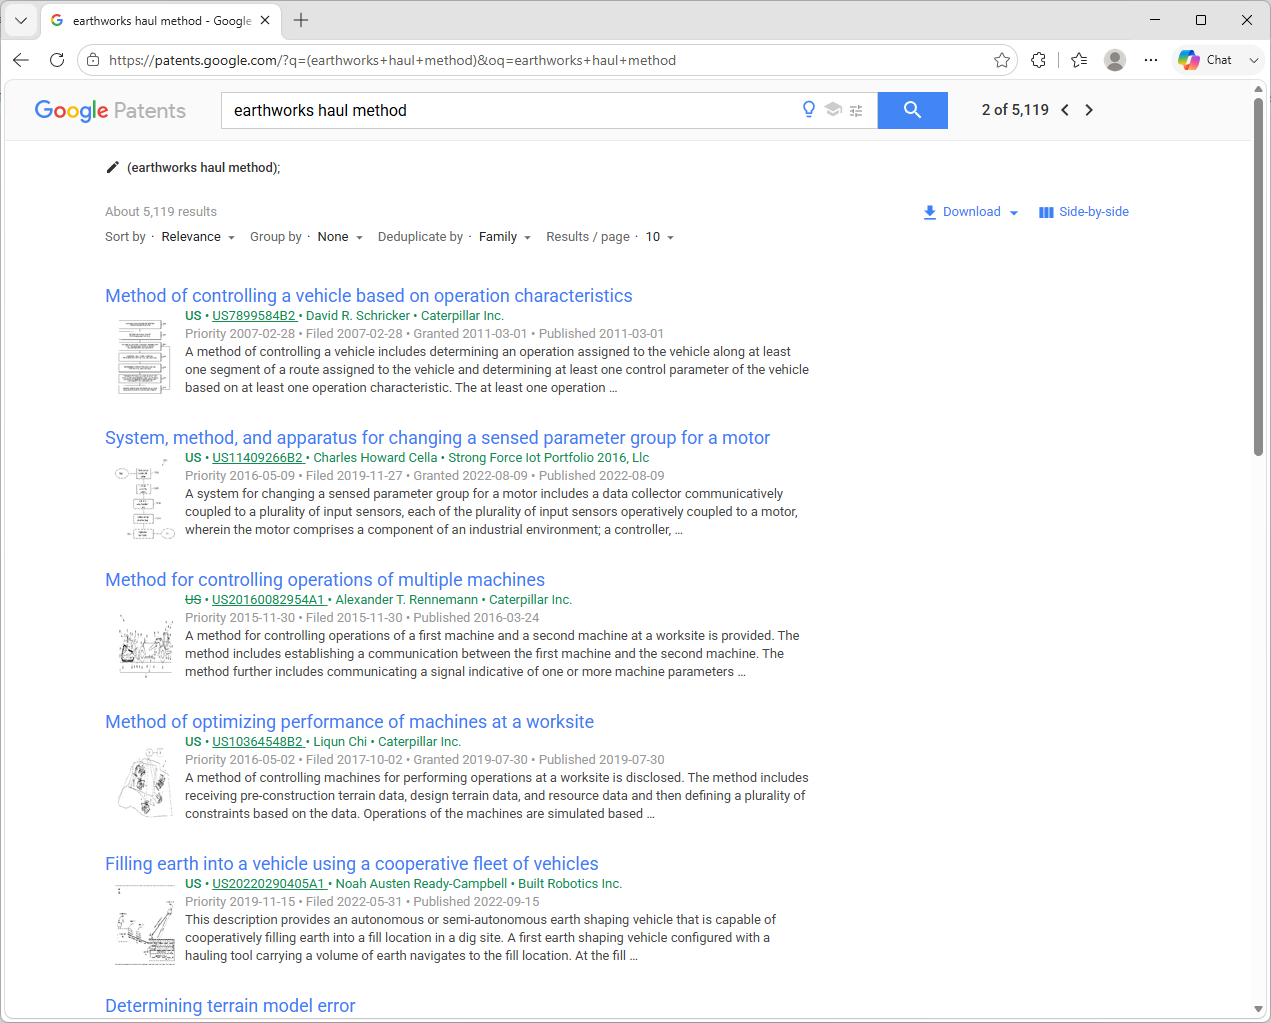 earthworks haul method - Google
https://patents.google.com/?q=(earthworks+haul+method)&oq=earthworks+haul+method
Chat
Google Patents
earthworks haul method
2 of 5,119
(earthworks haul method);
About 5,119 results
Download
Side-by-side
Sort by · Relevance Group by · None Deduplicate by · Family Results / page · 10
Method of controlling a vehicle based on operation characteristics
US • US7899584B2 • David R. Schricker • Caterpillar Inc.
Priority 2007-02-28 • Filed 2007-02-28 • Granted 2011-03-01 • Published 2011-03-01
A method of controlling a vehicle includes determining an operation assigned to the vehicle along at least
one segment of a route assigned to the vehicle and determining at least one control parameter of the vehicle
based on at least one operation characteristic. The at least one operation …
System, method, and apparatus for changing a sensed parameter group for a motor
US • US11409266B2 • Charles Howard Cella • Strong Force Iot Portfolio 2016, Llc
Priority 2016-05-09 • Filed 2019-11-27 • Granted 2022-08-09 • Published 2022-08-09
A system for changing a sensed parameter group for a motor includes a data collector communicatively
coupled to a plurality of input sensors, each of the plurality of input sensors operatively coupled to a motor,
wherein the motor comprises a component of an industrial environment; a controller, …
Method for controlling operations of multiple machines
US • US20160082954A1 • Alexander T. Rennemann • Caterpillar Inc.
Priority 2015-11-30 • Filed 2015-11-30 • Published 2016-03-24
A method for controlling operations of a first machine and a second machine at a worksite is provided. The
method includes establishing a communication between the first machine and the second machine. The
method further includes communicating a signal indicative of one or more machine parameters …
Method of optimizing performance of machines at a worksite
US • US10364548B2 • Liqun Chi • Caterpillar Inc.
Priority 2016-05-02 • Filed 2017-10-02 • Granted 2019-07-30 • Published 2019-07-30
A method of controlling machines for performing operations at a worksite is disclosed. The method includes
receiving pre-construction terrain data, design terrain data, and resource data and then defining a plurality of
constraints based on the data. Operations of the machines are simulated based …
Filling earth into a vehicle using a cooperative fleet of vehicles
US • US20220290405A1 • Noah Austen Ready-Campbell • Built Robotics Inc.
Priority 2019-11-15 • Filed 2022-05-31 • Published 2022-09-15
This description provides an autonomous or semi-autonomous earth shaping vehicle that is capable of
cooperatively filling earth into a fill location in a dig site. A first earth shaping vehicle configured with a
hauling tool carrying a volume of earth navigates to the fill location. At the fill …
Determining terrain model error